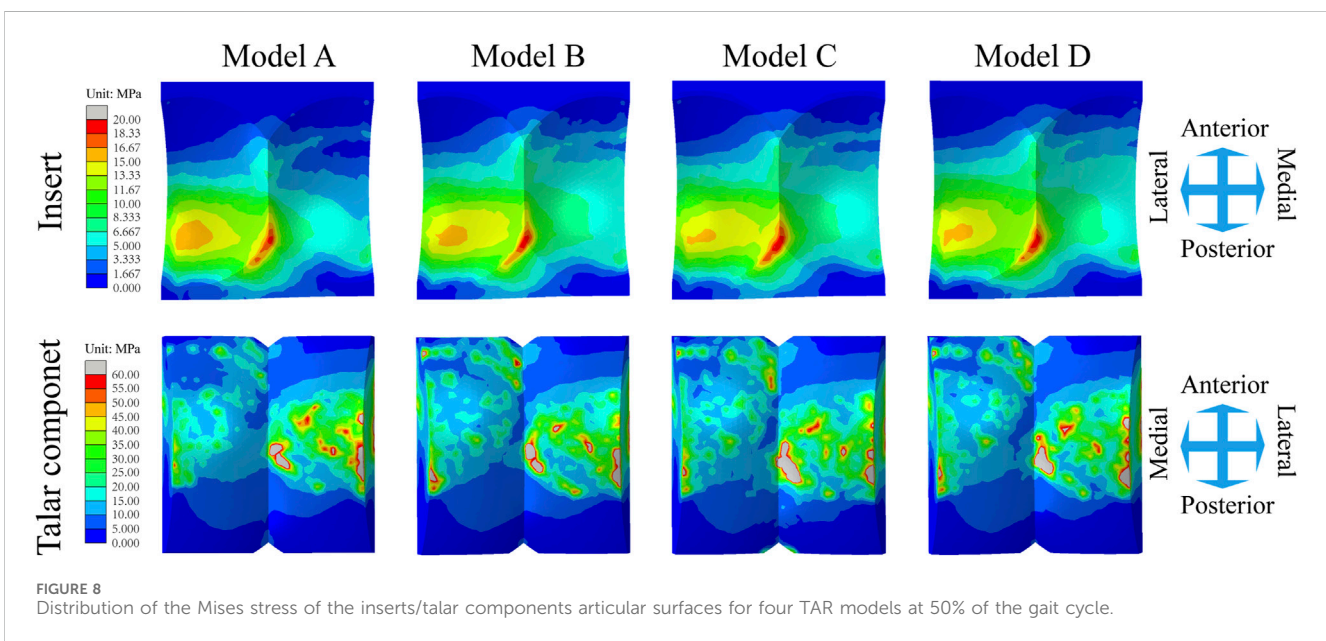 Model A
Model B
Model C
Model D
Insert
Unit: MPa
20.00
18.33
16.67
15.00
13.33
11.67
10.00
8.333
6.667
5.000
3.333
1.667
0.000
Anterior
Lateral
Medial
Posterior
Talar componet
Unit: MPa
60.00
55.00
50.00
45.00
40.00
35.00
30.00
25.00
20.00
15.00
10.00
5.000
0.000
Anterior
Medial
Lateral
Posterior
FIGURE 8
Distribution of the Mises stress of the inserts/talar components articular surfaces for four TAR models at 50% of the gait cycle.